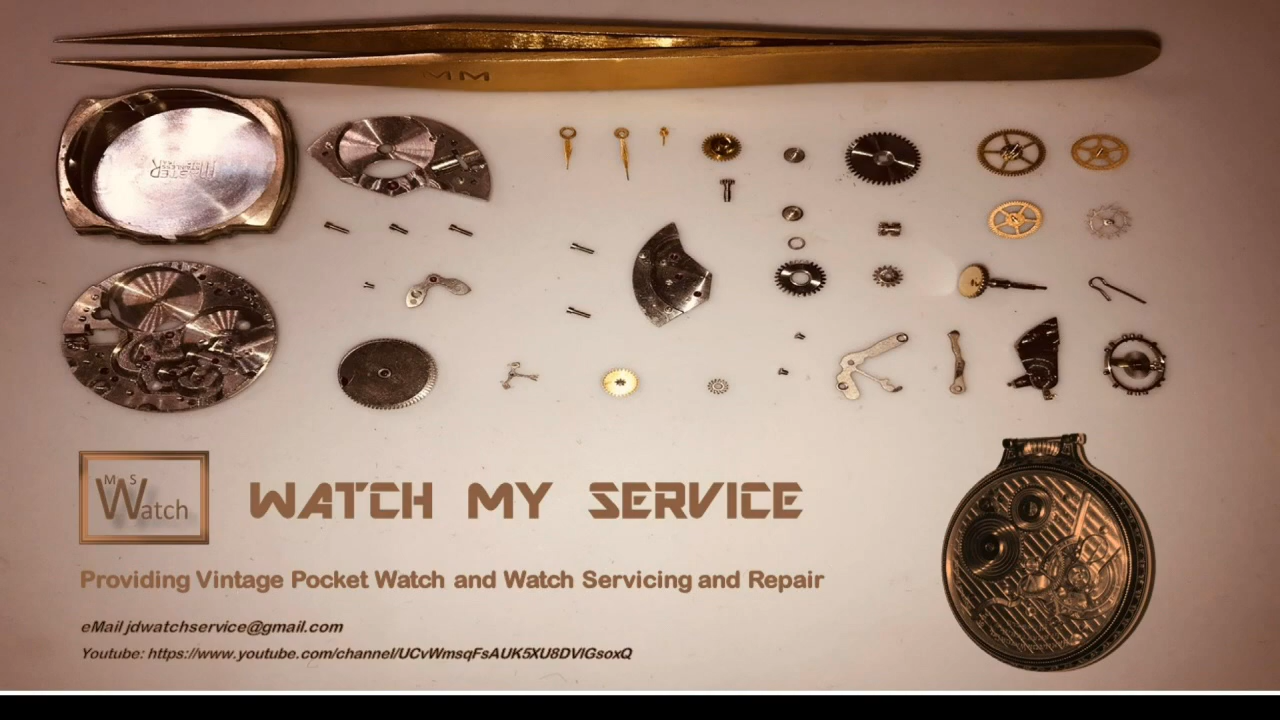 MM
M S
Watch
WATCH MY SERVICE
Providing Vintage Pocket Watch and Watch Servicing and Repair
eMail jdwatchservice@gmail.com
Youtube: https://www.youtube.com/channel/UCvWmsqFsAUK5XU8DVIGsoxQ